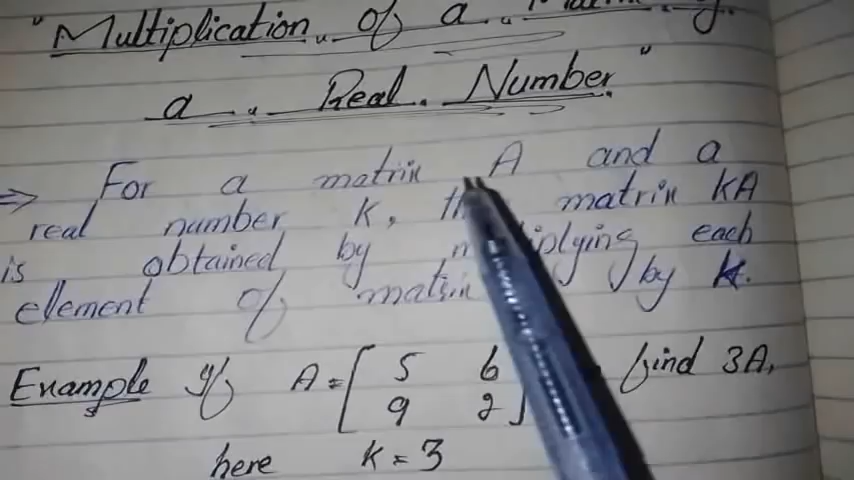 "Multiplication of a
a Real Number"
⇒ For a matrix A and a
real number K, matrix KA
is obtained by each
element of matrix by K.
Example If A = [ 5 6 find 3A,
9 2 ]
here K = 3